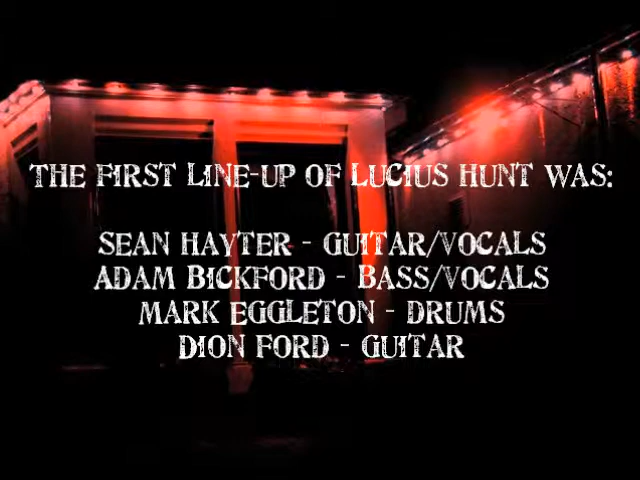 THE FIRST LINE-UP OF LUCIUS HUNT WAS:
SEAN HAYTER - GUITAR/VOCALS
ADAM BICKFORD - BASS/VOCALS
MARK EGGLETON - DRUMS
DION FORD - GUITAR